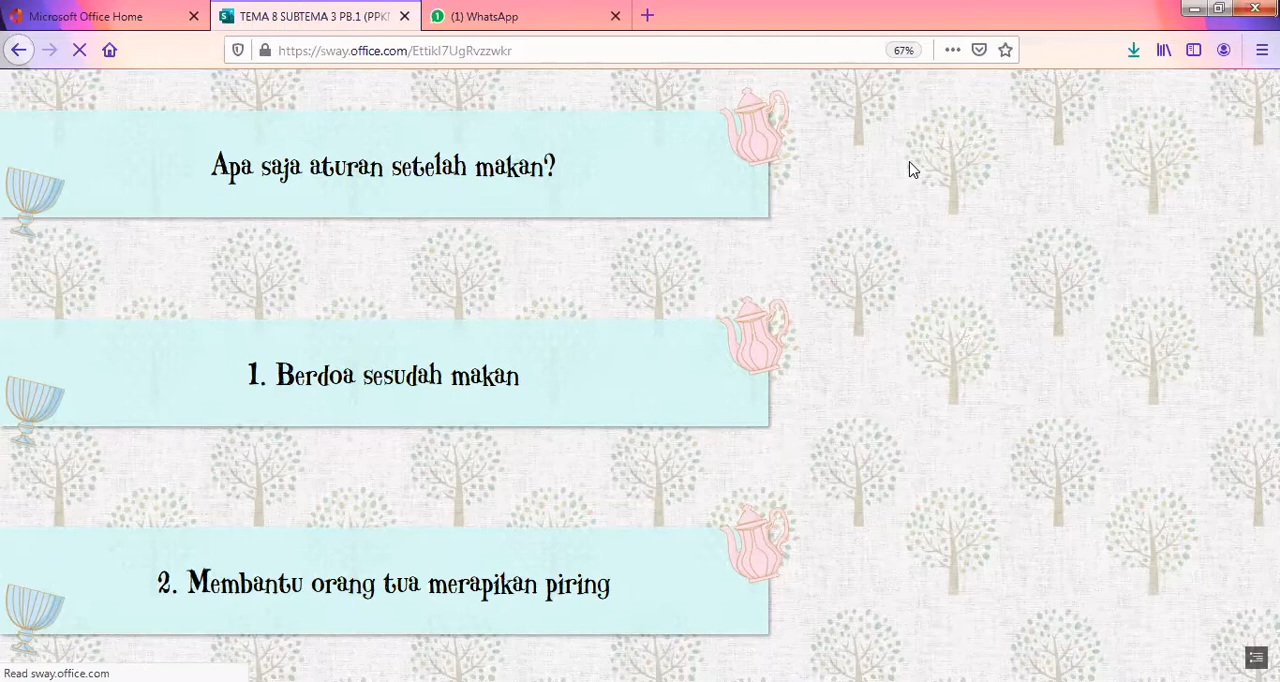 Microsoft Office Home
TEMA 8 SUBTEMA 3 PB.1 (PPK
(1) WhatsApp
https://sway.office.com/EttikI7UgRvzzwkr
67%
Apa saja aturan setelah makan?
1. Berdoa sesudah makan
2. Membantu orang tua merapikan piring
Read sway.office.com